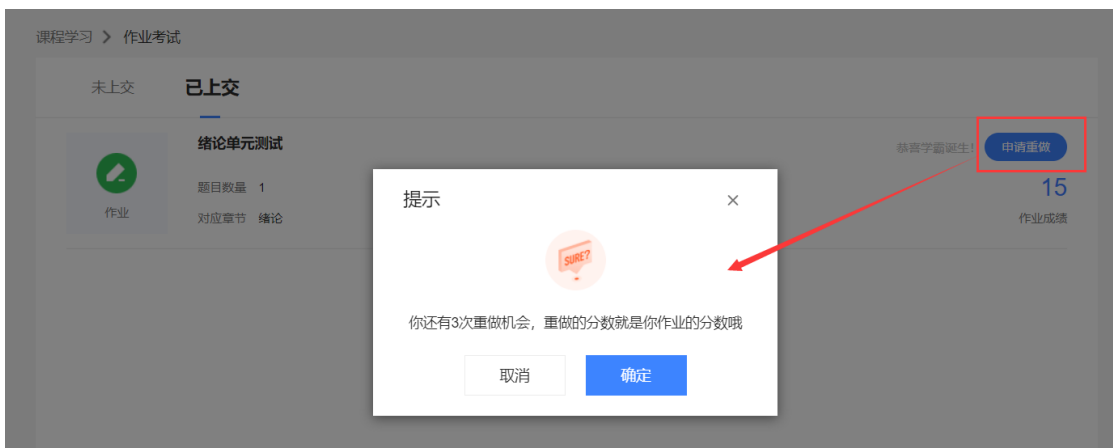 课程学习 > 作业考试
未上交 已上交
绪论单元测试
恭喜学霸诞生!
申请重做
题目数量 1
15
作业
对应章节 绪论
作业成绩
提示
×
SURE?
你还有3次重做机会，重做的分数就是你作业的分数哦
取消 确定